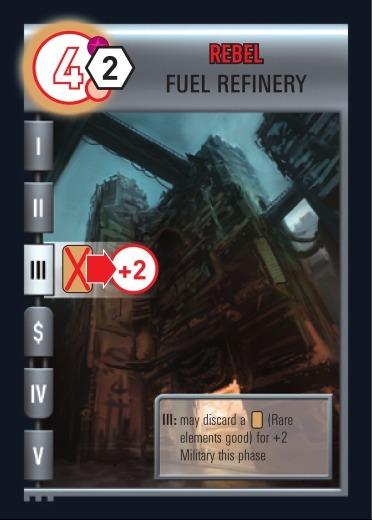 4 2
REBEL
FUEL REFINERY
I
II
III +2
$
IV
V
III: may discard a (Rare
elements good) for +2
Military this phase